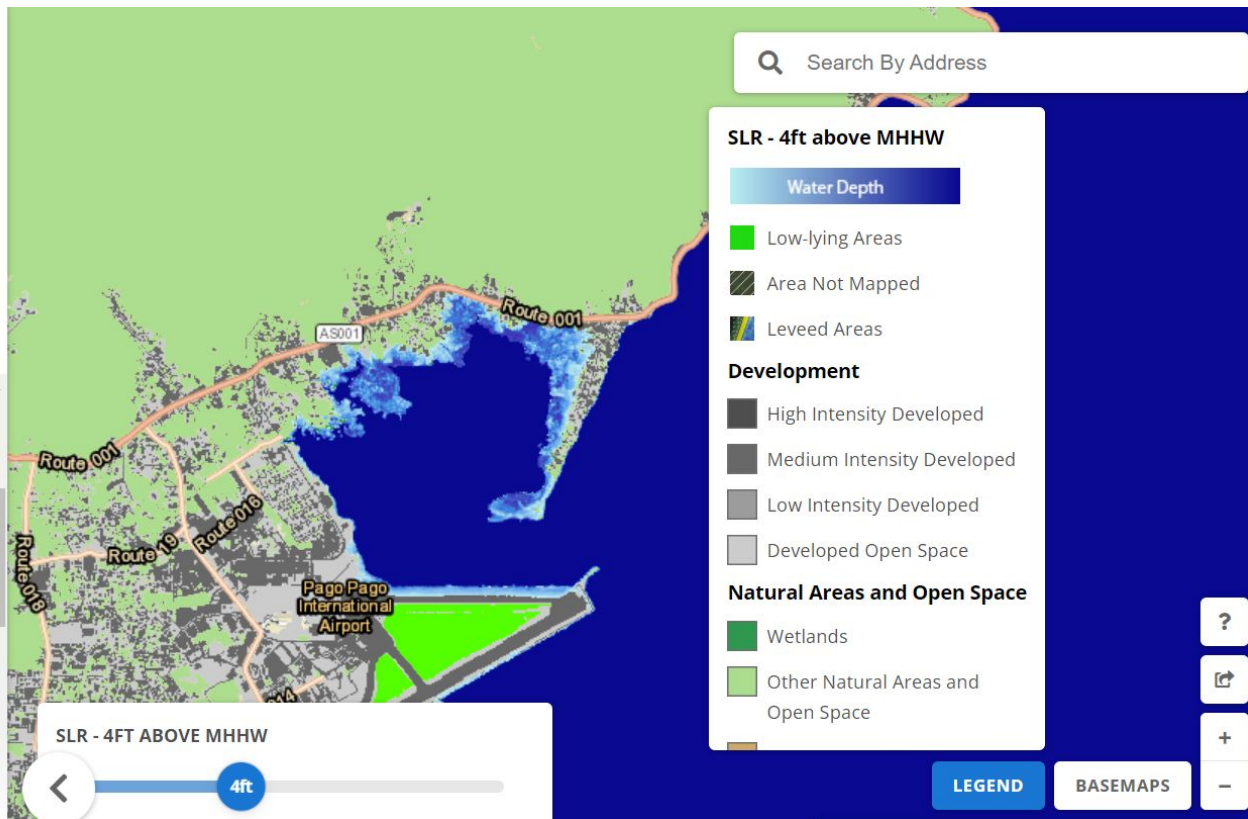 Search By Address
SLR - 4ft above MHHW
Water Depth
Low-lying Areas
Area Not Mapped
Leveed Areas
Development
High Intensity Developed
Medium Intensity Developed
Low Intensity Developed
Developed Open Space
Natural Areas and Open Space
Wetlands
Other Natural Areas and
Open Space
Route 001
AS001
Route 001
Route 016
Route 19
Route 018
Pago Pago
International
Airport
014
SLR - 4FT ABOVE MHHW
4ft
LEGEND
BASEMAPS
?
+
−